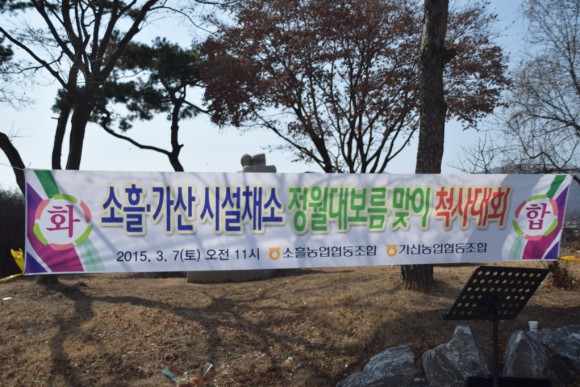 화 소흘·가산 시설채소 정월대보름 맞이 척사대회 합
2015. 3. 7(토) 오전 11시 소흘농업협동조합 가산농업협동조합